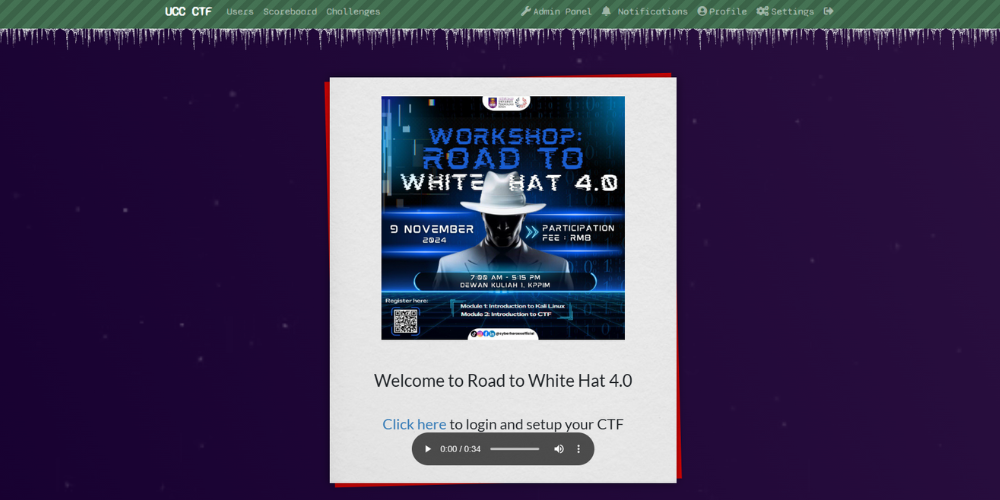 UCC CTF Users Scoreboard Challenges Admin Panel Notifications Profile Settings
WORKSHOP:
ROAD TO
WHITE HAT 4.0
9 NOVEMBER
2024
PARTICIPATION
FEE : RM8
7:00 AM - 5:15 PM
DEWAN KULIAH 1, KPPIM
Register here:
Module 1: Introduction to Kali Linux
Module 2: Introduction to CTF
Welcome to Road to White Hat 4.0
Click here to login and setup your CTF
0:00 / 0:34